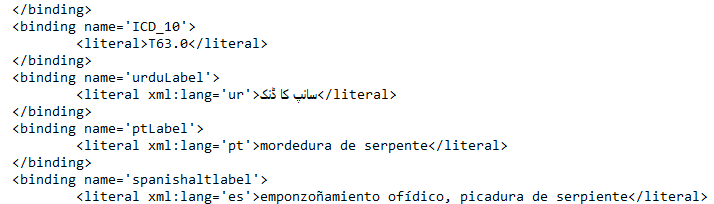 </binding>
<binding name='ICD_10'>
<literal>T63.0</literal>
</binding>
<binding name='urduLabel'>
<literal xml:lang='ur'>سانپ کا ڈنک</literal>
</binding>
<binding name='ptLabel'>
<literal xml:lang='pt'>mordedura de serpente</literal>
</binding>
<binding name='spanishaltlabel'>
<literal xml:lang='es'>emponzoñamiento ofídico, picadura de serpiente</literal>